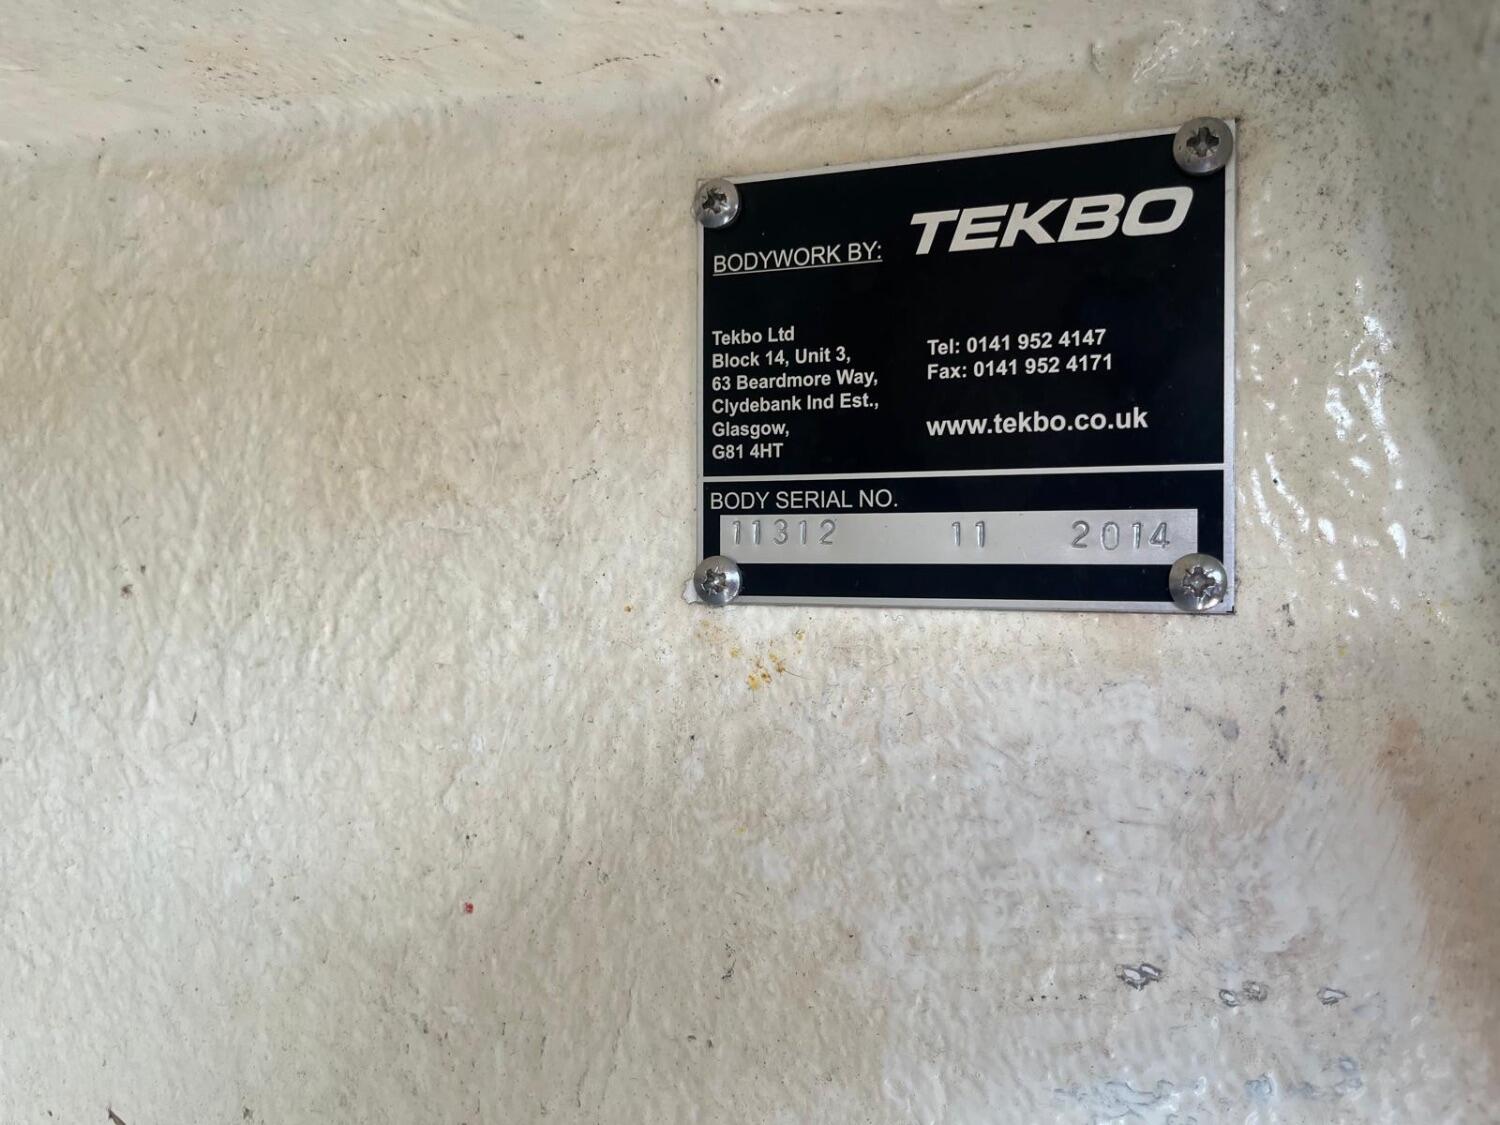 BODYWORK BY:
TEKBO
Tekbo Ltd
Block 14, Unit 3,
63 Beardmore Way,
Clydebank Ind Est.,
Glasgow,
G81 4HT
Tel: 0141 952 4147
Fax: 0141 952 4171
www.tekbo.co.uk
BODY SERIAL NO.
11312 11 2014